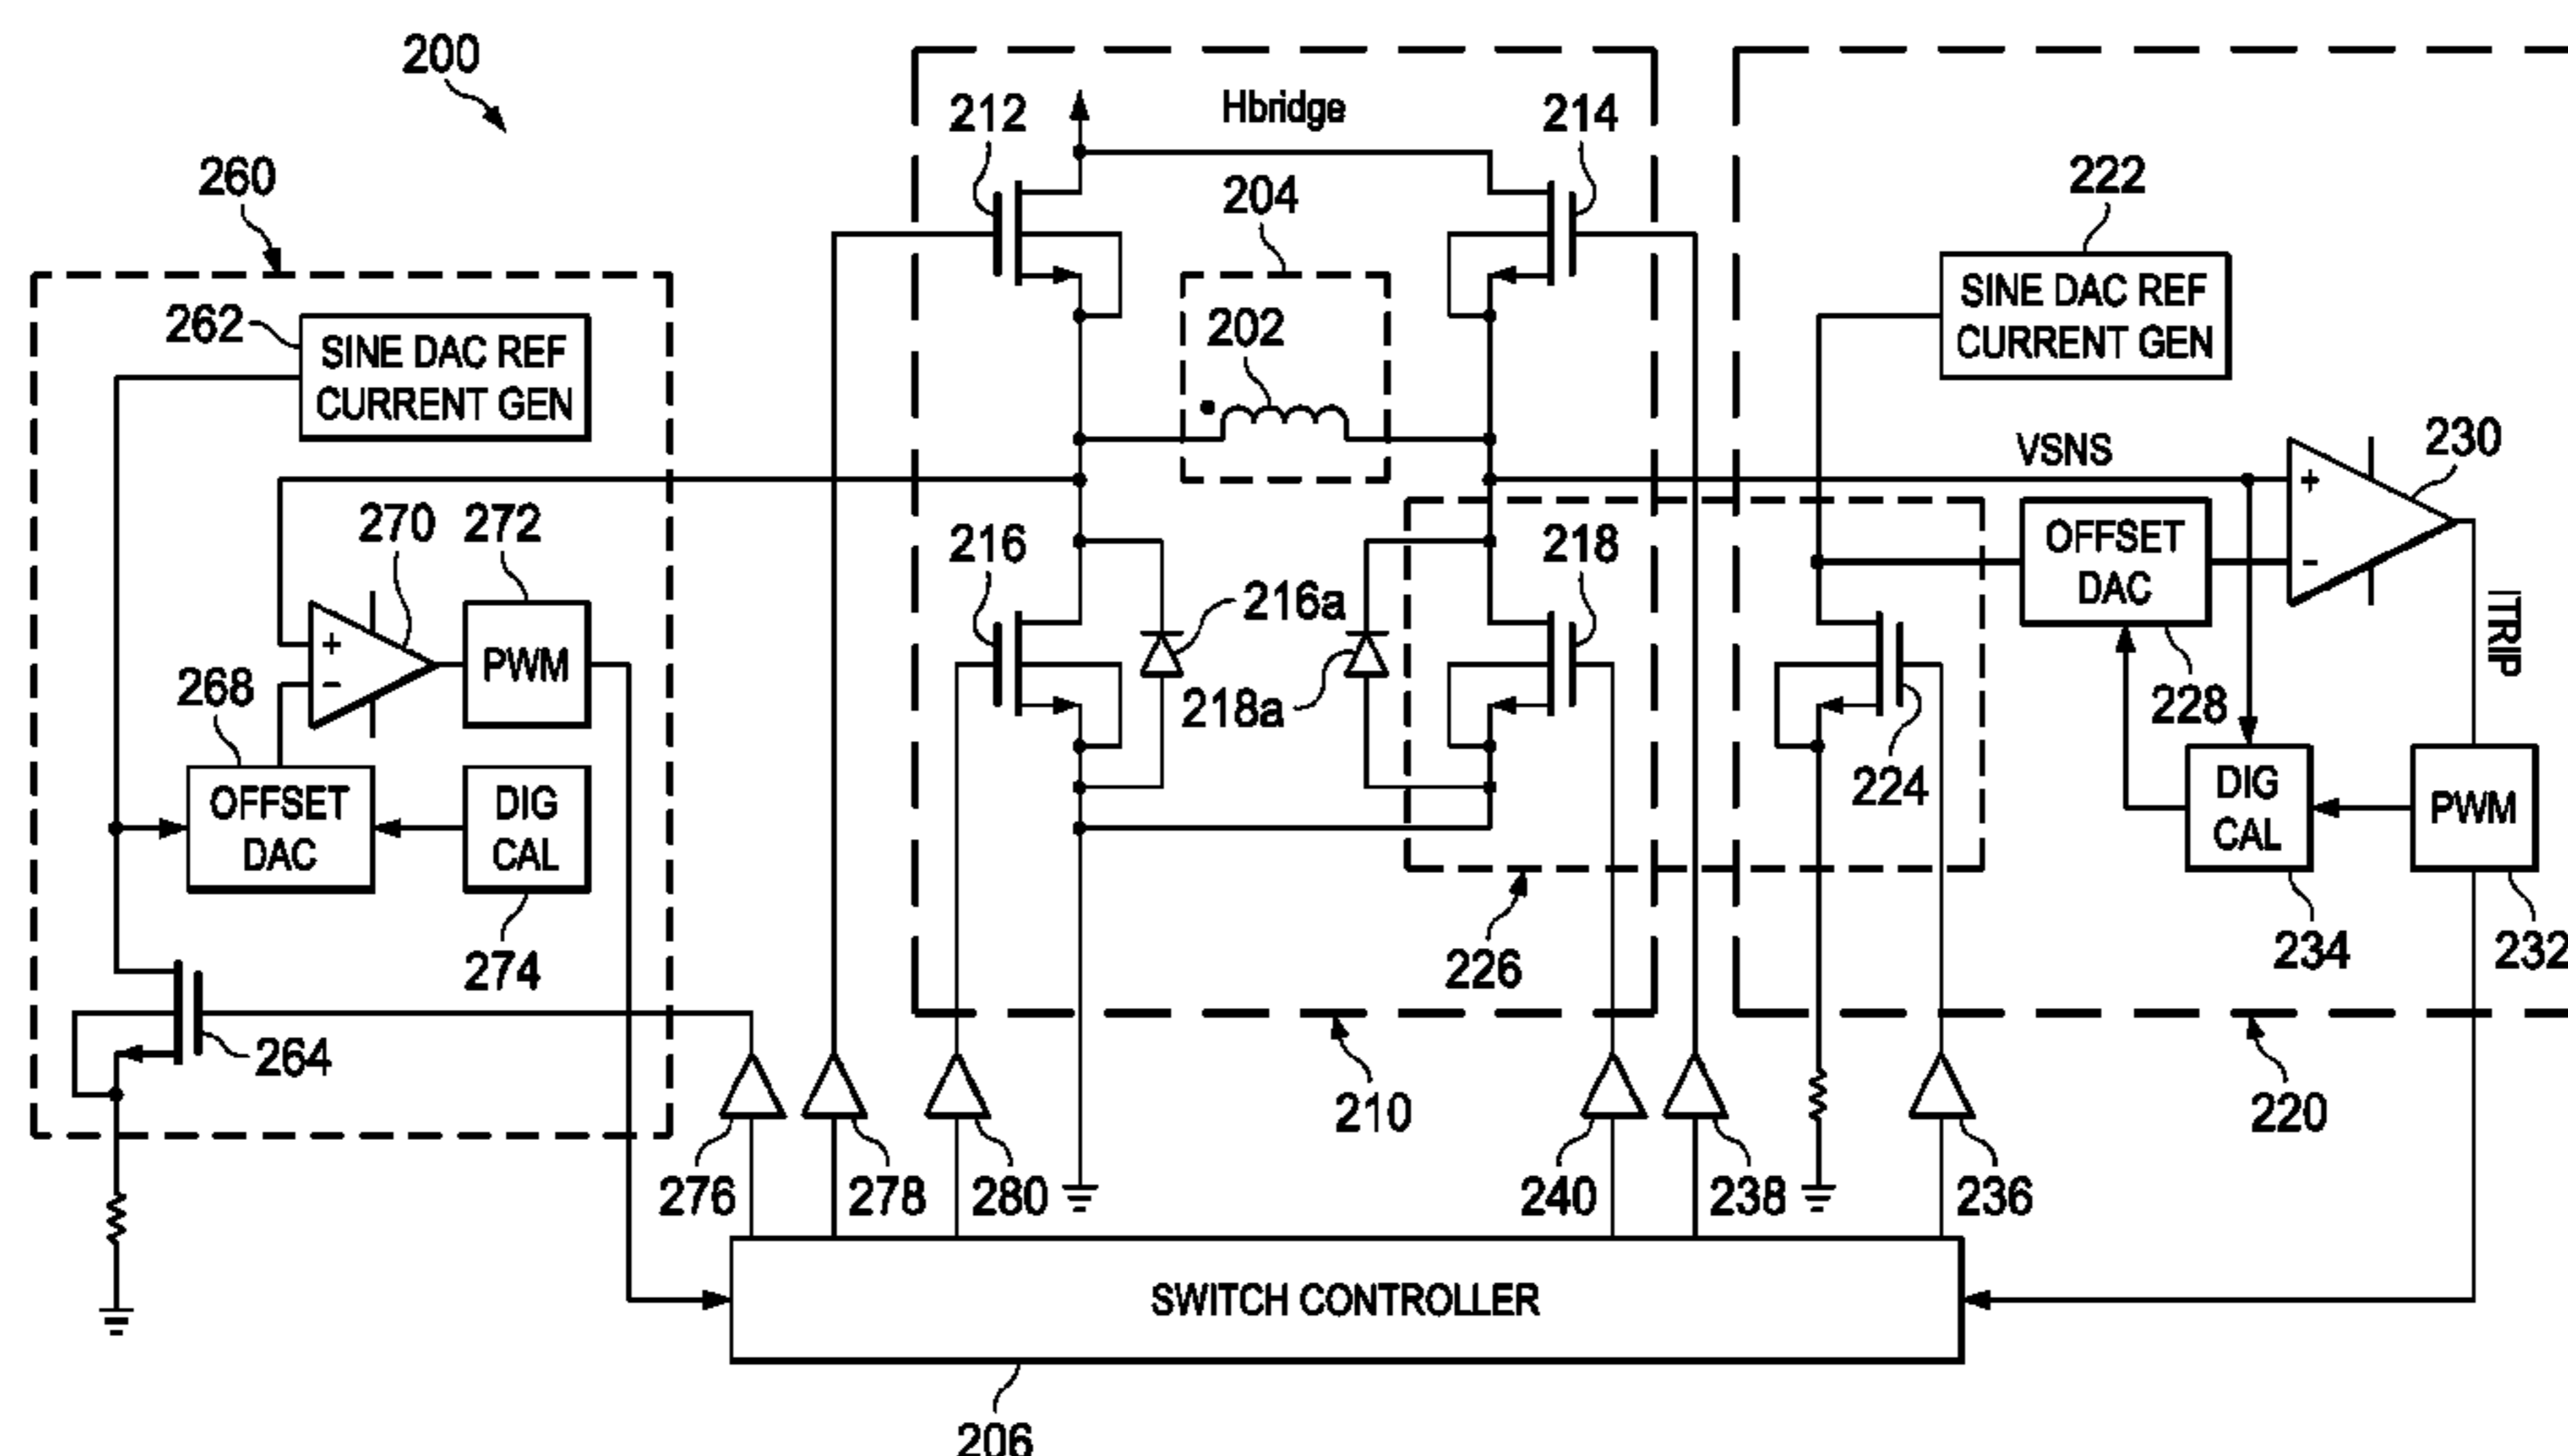 200
212
Hbridge
214
260
204
222
262
SINE DAC REF
CURRENT GEN
202
SINE DAC REF
CURRENT GEN
VSNS
230
270
272
216
218
OFFSET
DAC
216a
ITRIP
+
-
+
-
PWM
268
218a
228
OFFSET
DAC
DIG
CAL
224
DIG
CAL
PWM
274
226
234
232
264
210
220
276
278
280
240
238
236
SWITCH CONTROLLER
206